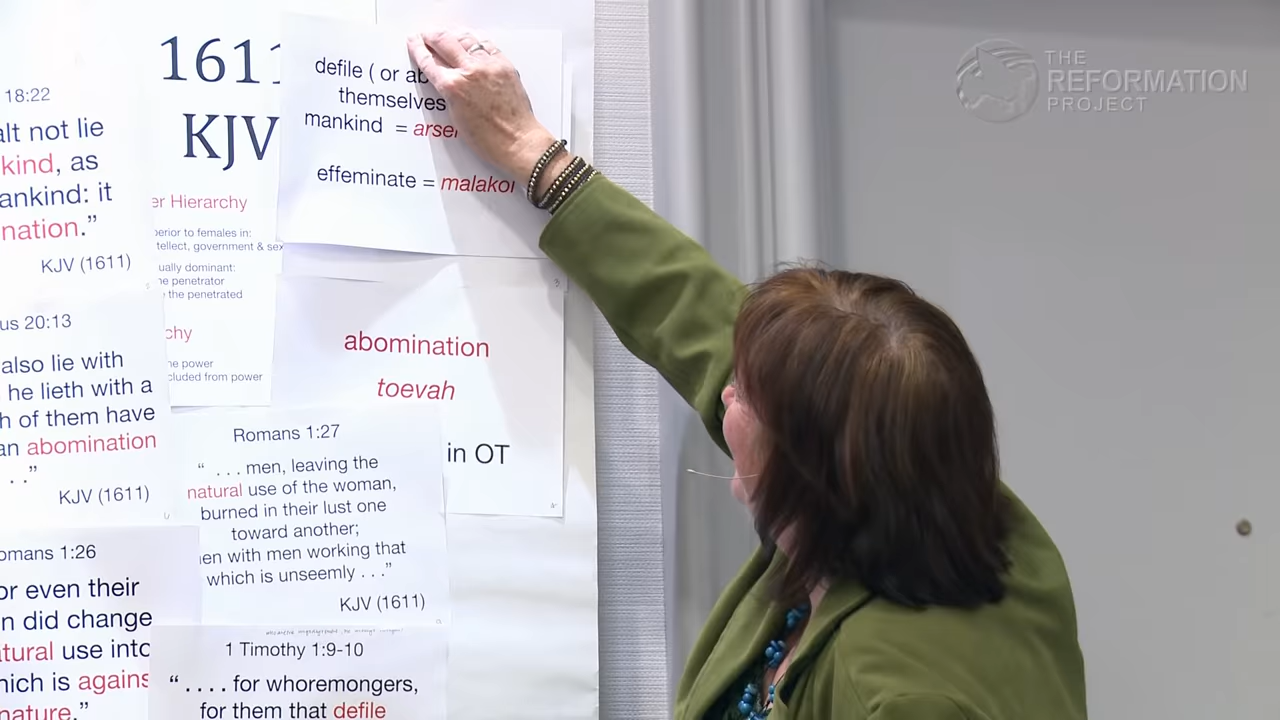 18:22
alt not lie
kind, as
ankind: it
nation.”
KJV (1611)
us 20:13
also lie with
he lieth with a
h of them have
an abomination
. .”
KJV (1611)
omans 1:26
or even their
n did change
atural use into
hich is agains
nature.”
1611
KJV
er Hierarchy
perior to females in:
tellect, government & sex
ually dominant:
he penetrator
the penetrated
chy
he power
cluded from power
defile ( or ab
themselves
mankind = arse
effeminate = malakoi
abomination
toevah
in OT
Romans 1:27
“ . . . men, leaving the
natural use of the woman,
burned in their lust one
toward another,
en with men working that
which is unseem
(1611)
1 Timothy 1:9-10
“. . . . for whoremongers,
for them that defile
THE
REFORMATION
PROJECT